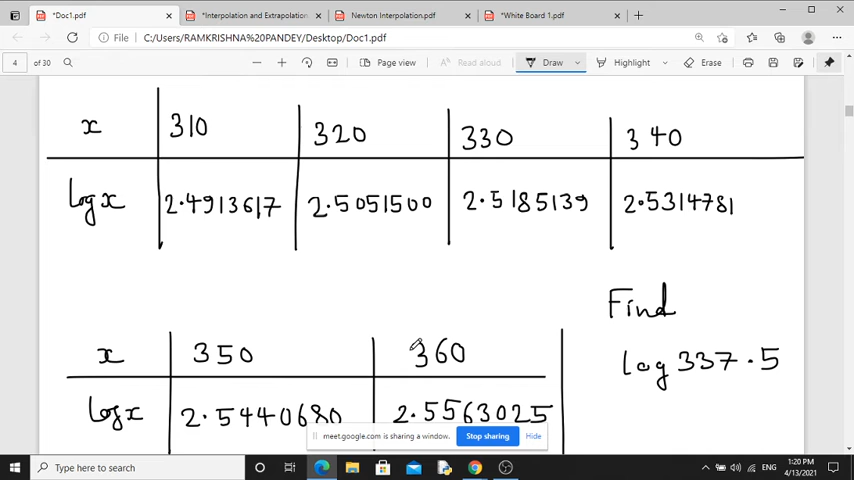 *Doc1.pdf
*Interpolation and Extrapolation
Newton Interpolation.pdf
*White Board 1.pdf
File C:/Users/RAMKRISHNA%20PANDEY/Desktop/Doc1.pdf
4 of 30
Page view
Read aloud
Draw
Highlight
Erase
x 310 320 330 340
log x 2.4913617 2.5051500 2.5185139 2.5314781
Find
log 337.5
x 350 360
log x 2.5440680 2.5563025
meet.google.com is sharing a window. Stop sharing Hide
Type here to search
ENG
1:20 PM
4/13/2021